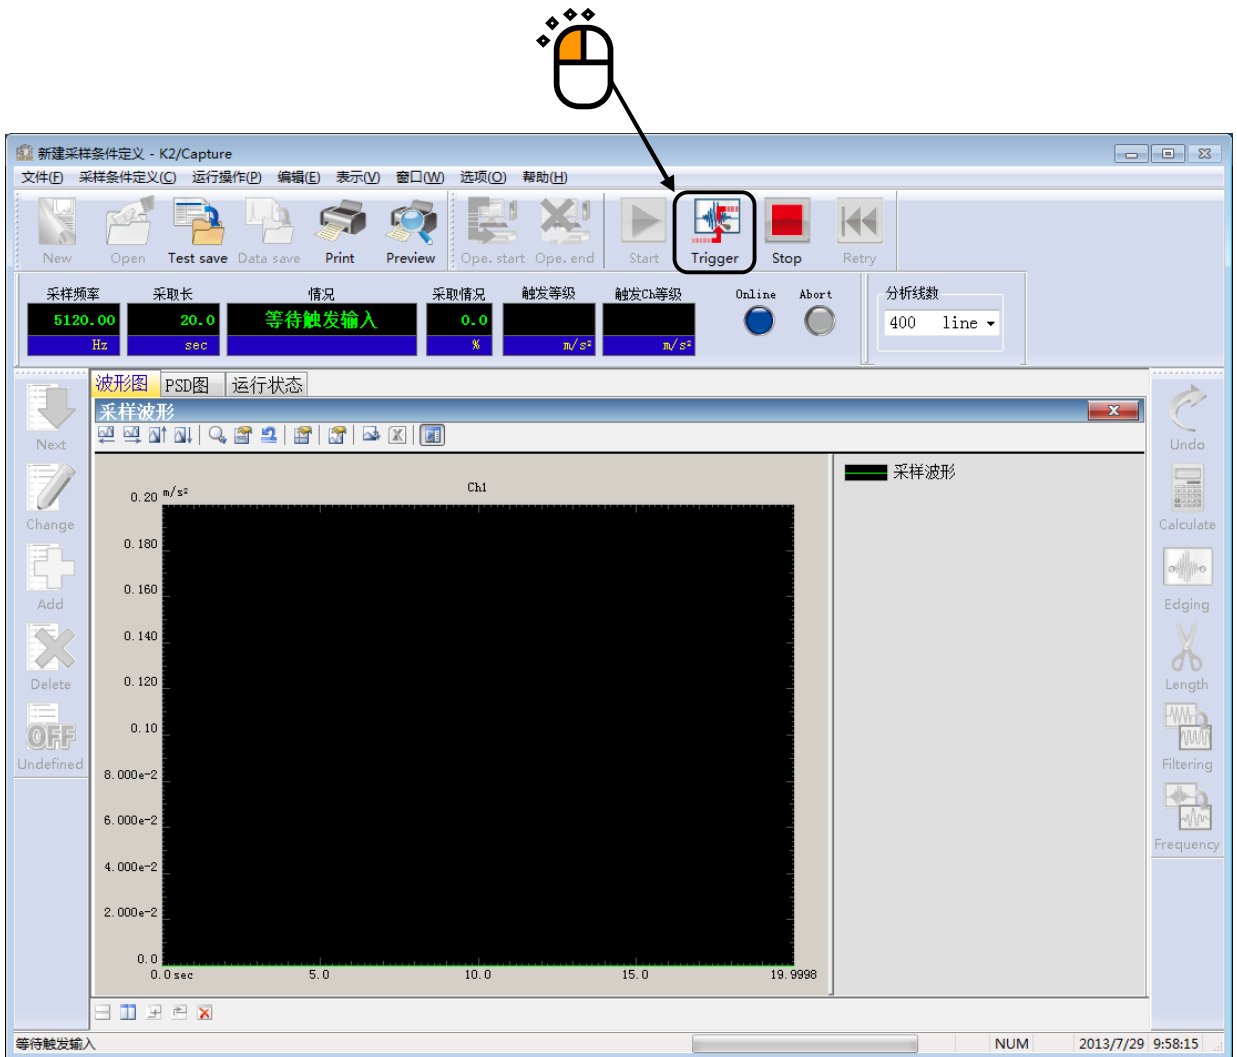 新建采样条件定义 - K2/Capture
文件(F) 采样条件定义(C) 运行操作(P) 编辑(E) 表示(V) 窗口(W) 选项(O) 帮助(H)
New Open Test save Data save Print Preview Ope. start Ope. end Start Trigger Stop Retry
采样频率 采取长 情况 采取情况 触发等级 触发Ch等级 Online Abort 分析线数
5120.00 20.0 等待触发输入 0.0 400 line
Hz sec % m/s² m/s²
波形图 PSD图 运行状态
采样波形
Next
Change
Add
Delete
OFF
Undefined
Undo
Calculate
Edging
Length
Filtering
Frequency
采样波形
Ch1
0.20 m/s²
0.180
0.160
0.140
0.120
0.10
8.000e-2
6.000e-2
4.000e-2
2.000e-2
0.0
0.0 sec 5.0 10.0 15.0 19.9998
等待触发输入 NUM 2013/7/29 9:58:15